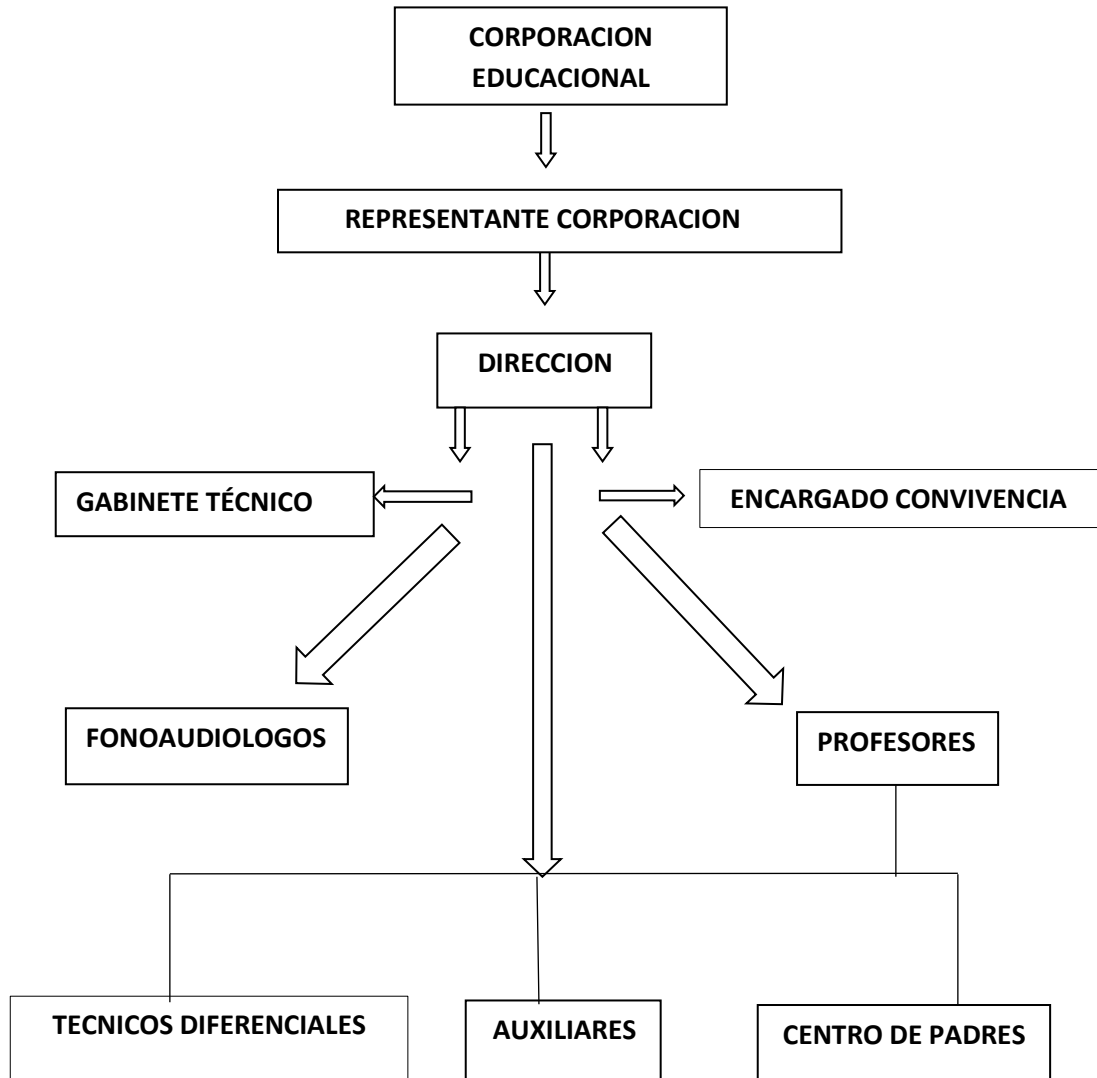 CORPORACION
EDUCACIONAL
REPRESENTANTE CORPORACION
DIRECCION
GABINETE TÉCNICO
ENCARGADO CONVIVENCIA
FONOAUDIOLOGOS
PROFESORES
TECNICOS DIFERENCIALES
AUXILIARES
CENTRO DE PADRES